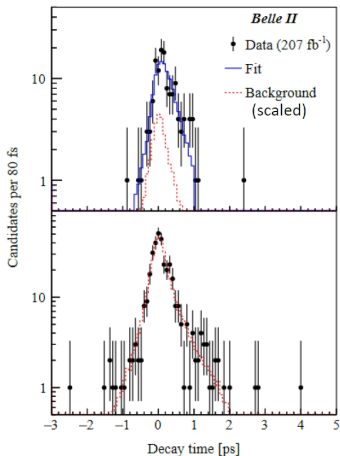 Belle II
Data (207 fb⁻¹)
Fit
Background
(scaled)
Candidates per 80 fs
10
1
10
1
−3 −2 −1 0 1 2 3 4 5
Decay time [ps]